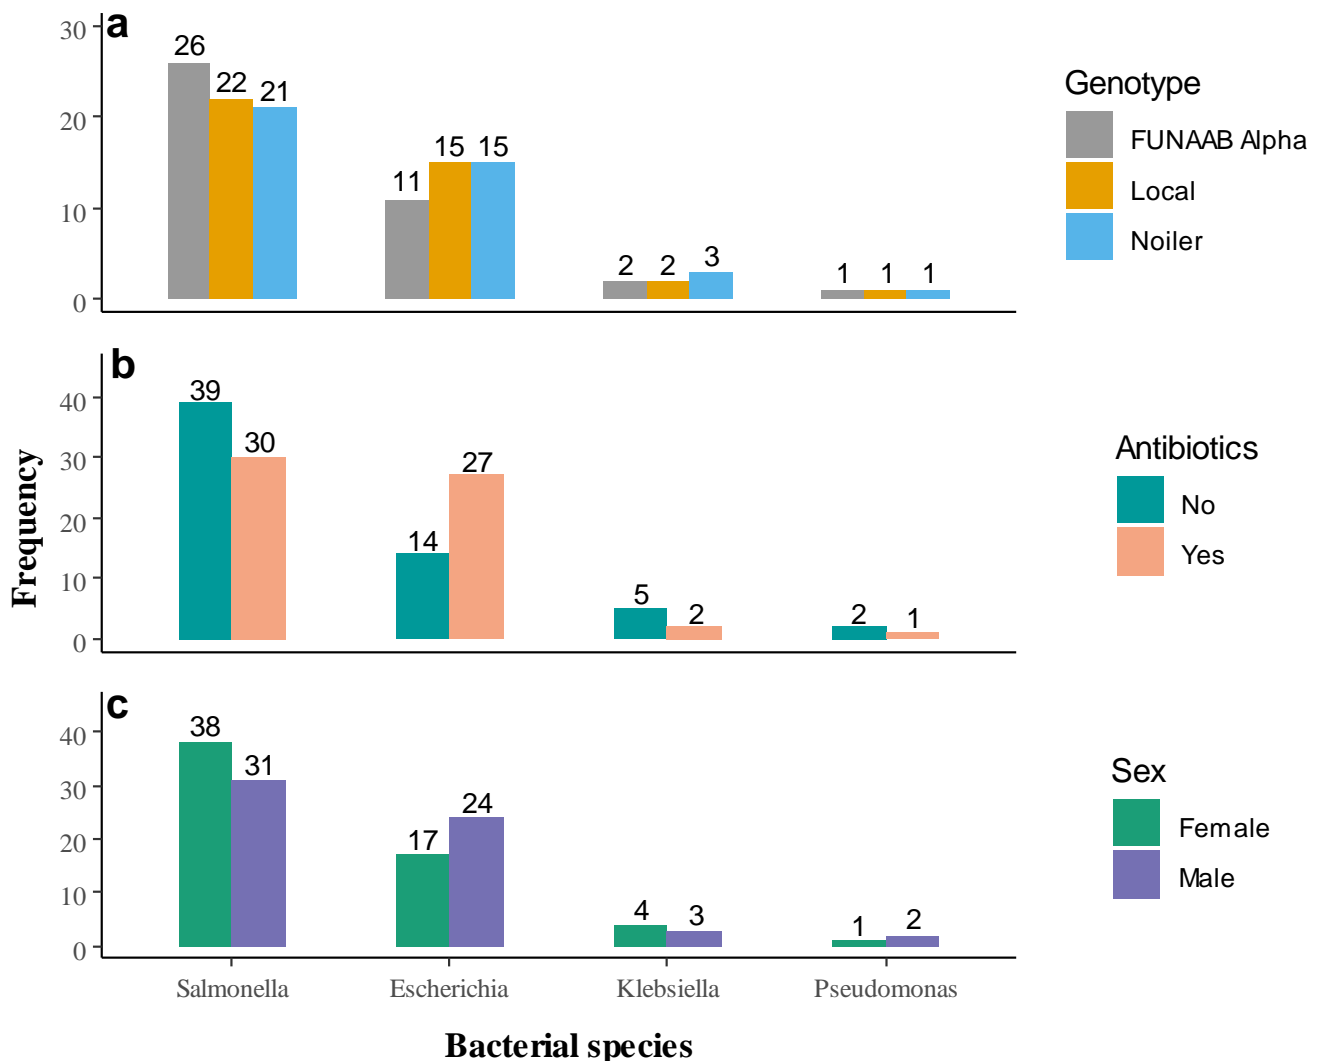 a
30
20
10
0
26
22
21
11
15
15
2
2
3
1
1
1
Genotype
FUNAAB Alpha
Local
Noiler
b
40
30
20
10
0
39
30
14
27
5
2
2
1
Antibiotics
No
Yes
Frequency
c
40
30
20
10
0
38
31
17
24
4
3
1
2
Sex
Female
Male
Salmonella Escherichia Klebsiella Pseudomonas
Bacterial species